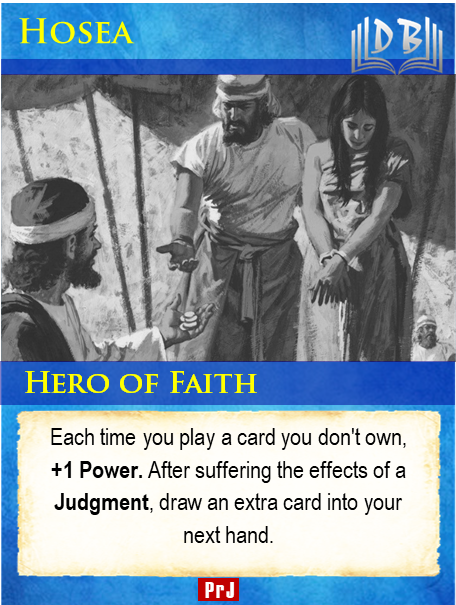 Hosea
DB
Hero of Faith
Each time you play a card you don't own,
+1 Power. After suffering the effects of a
Judgment, draw an extra card into your
next hand.
PrJ